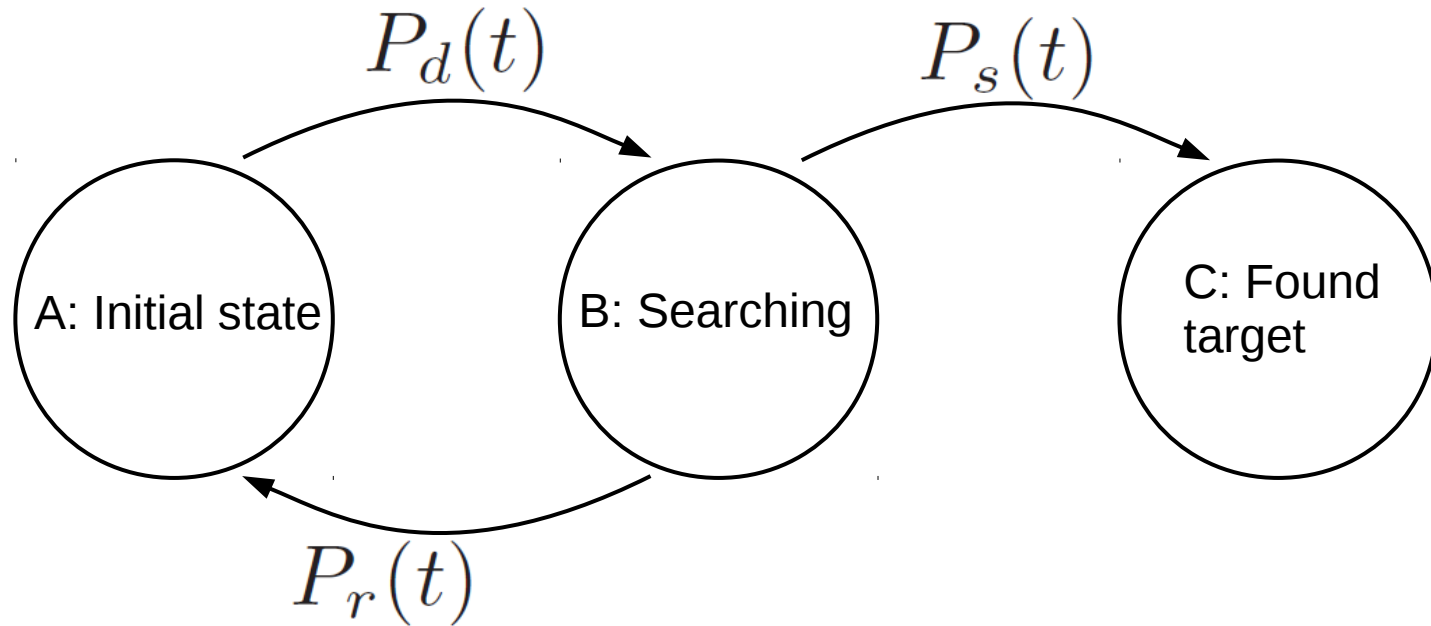 P_d(t)
P_s(t)
A: Initial state
B: Searching
C: Found
target
P_r(t)